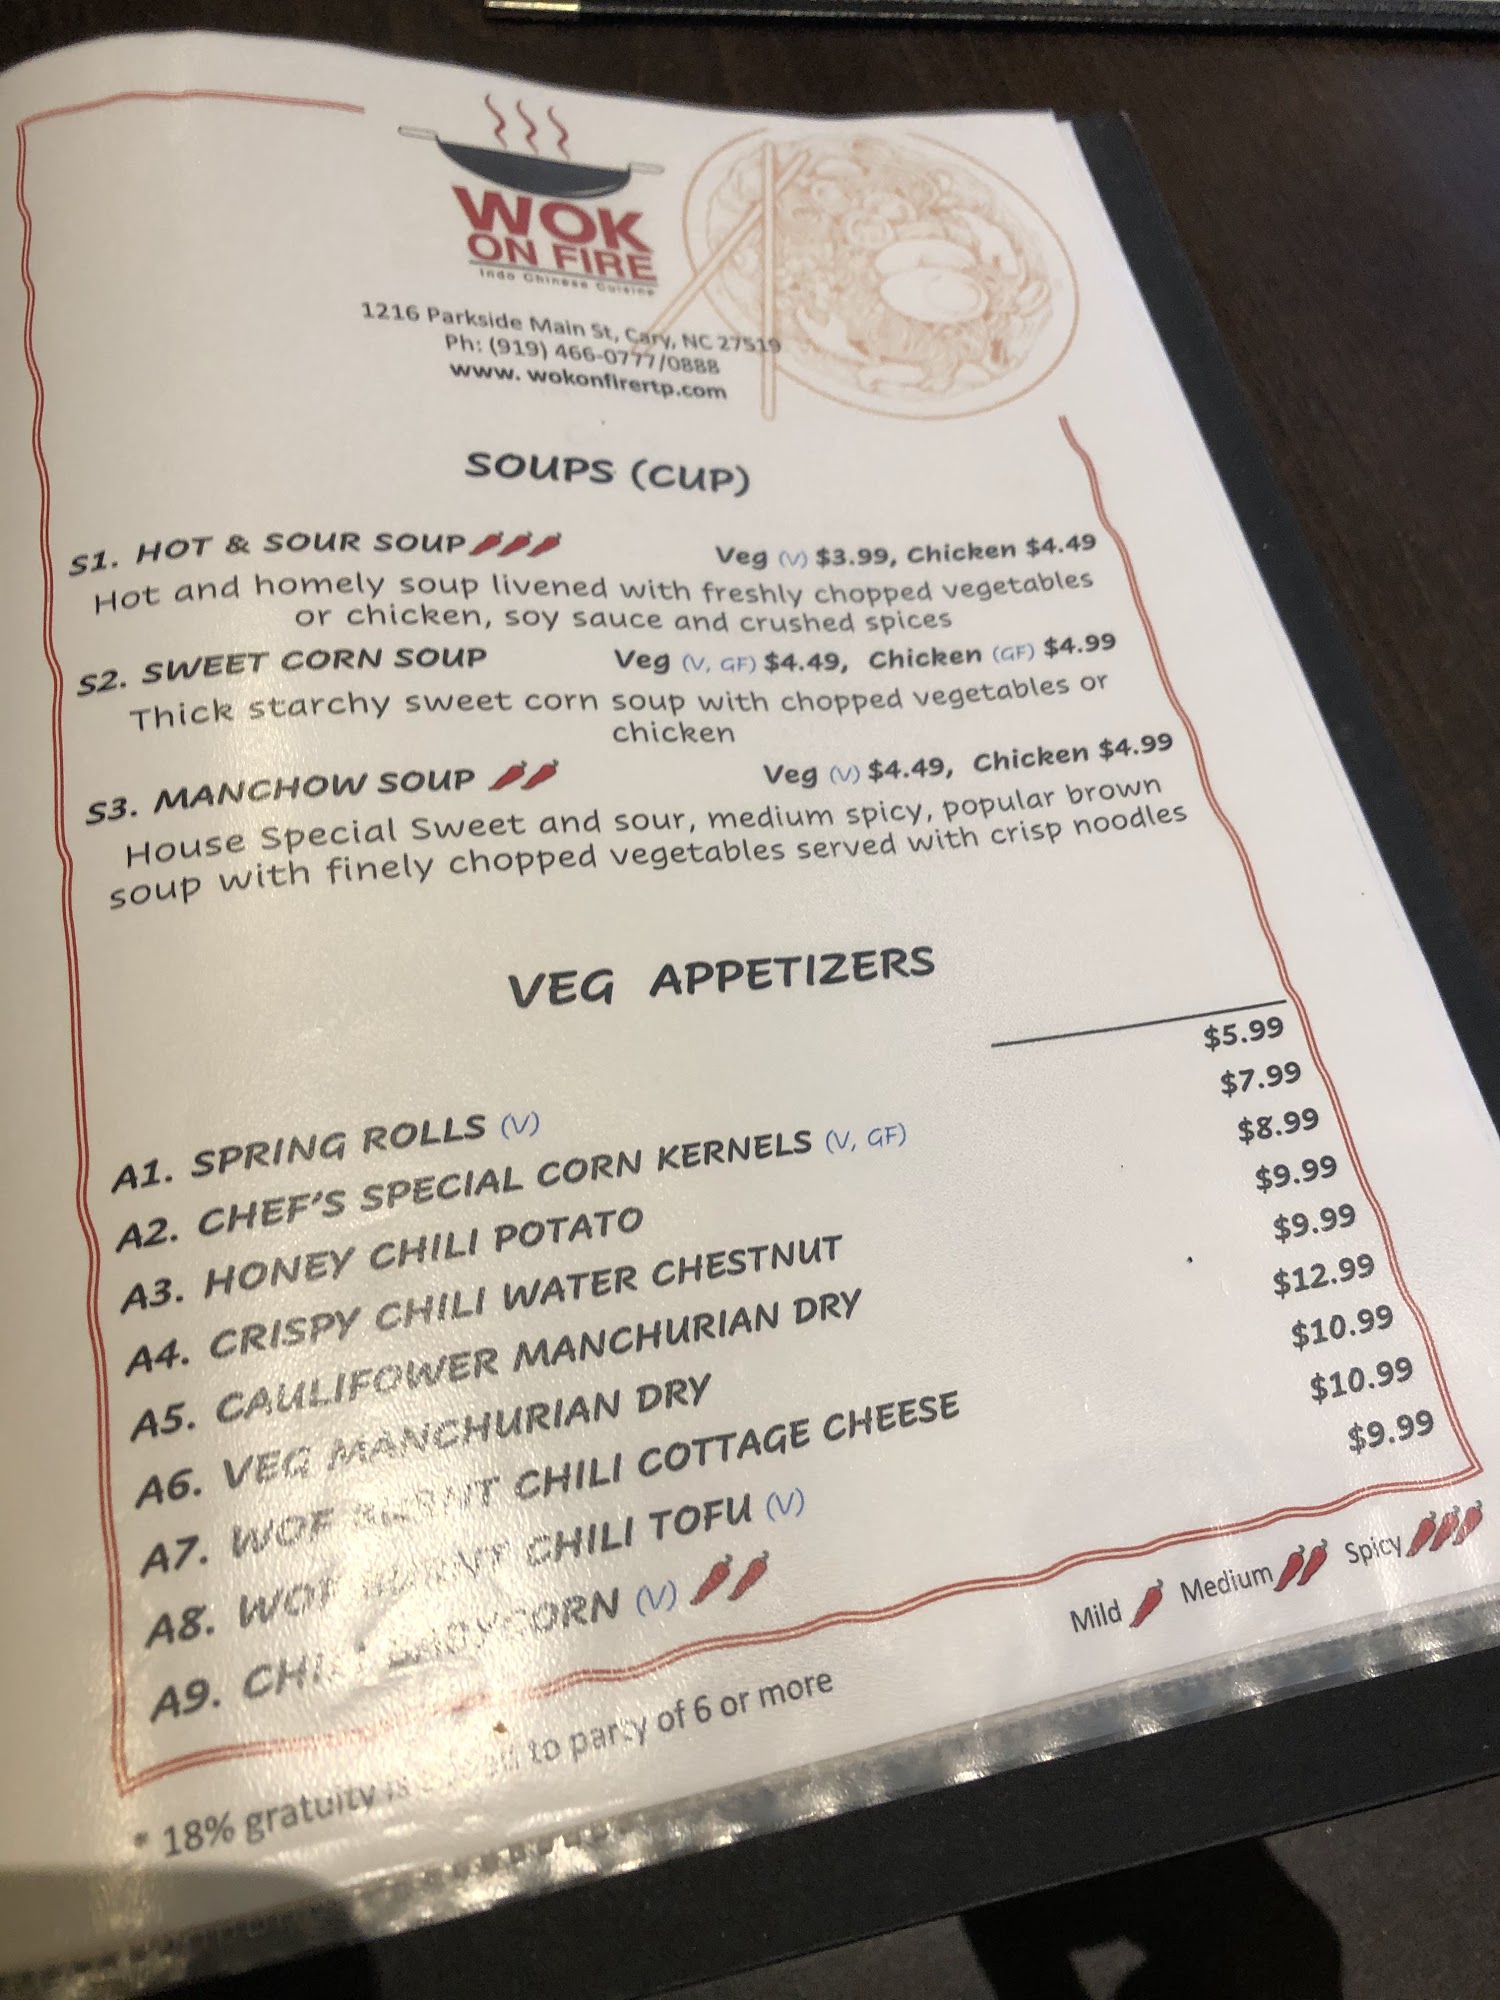 WOK
ON FIRE
Indo Chinese Cuisine
1216 Parkside Main St, Cary, NC 27519
Ph: (919) 466-0777/0888
www. wokonfirertp.com
SOUPS (CUP)
S1. HOT & SOUR SOUP Veg (V) $3.99, Chicken $4.49
Hot and homely soup livened with freshly chopped vegetables
or chicken, soy sauce and crushed spices
S2. SWEET CORN SOUP Veg (V, GF) $4.49, Chicken (GF) $4.99
Thick starchy sweet corn soup with chopped vegetables or
chicken
S3. MANCHOW SOUP Veg (V) $4.49, Chicken $4.99
House Special Sweet and sour, medium spicy, popular brown
soup with finely chopped vegetables served with crisp noodles
VEG APPETIZERS
A1. SPRING ROLLS (V) $5.99
A2. CHEF'S SPECIAL CORN KERNELS (V, GF) $7.99
A3. HONEY CHILI POTATO $8.99
A4. CRISPY CHILI WATER CHESTNUT $9.99
A5. CAULIFOWER MANCHURIAN DRY $9.99
A6. VEG MANCHURIAN DRY $12.99
A7. WOF BURNT CHILI COTTAGE CHEESE $10.99
A8. WOF BURNT CHILI TOFU (V) $10.99
A9. CHILI BABYCORN (V) $9.99
Mild Medium Spicy
* 18% gratuity is to party of 6 or more